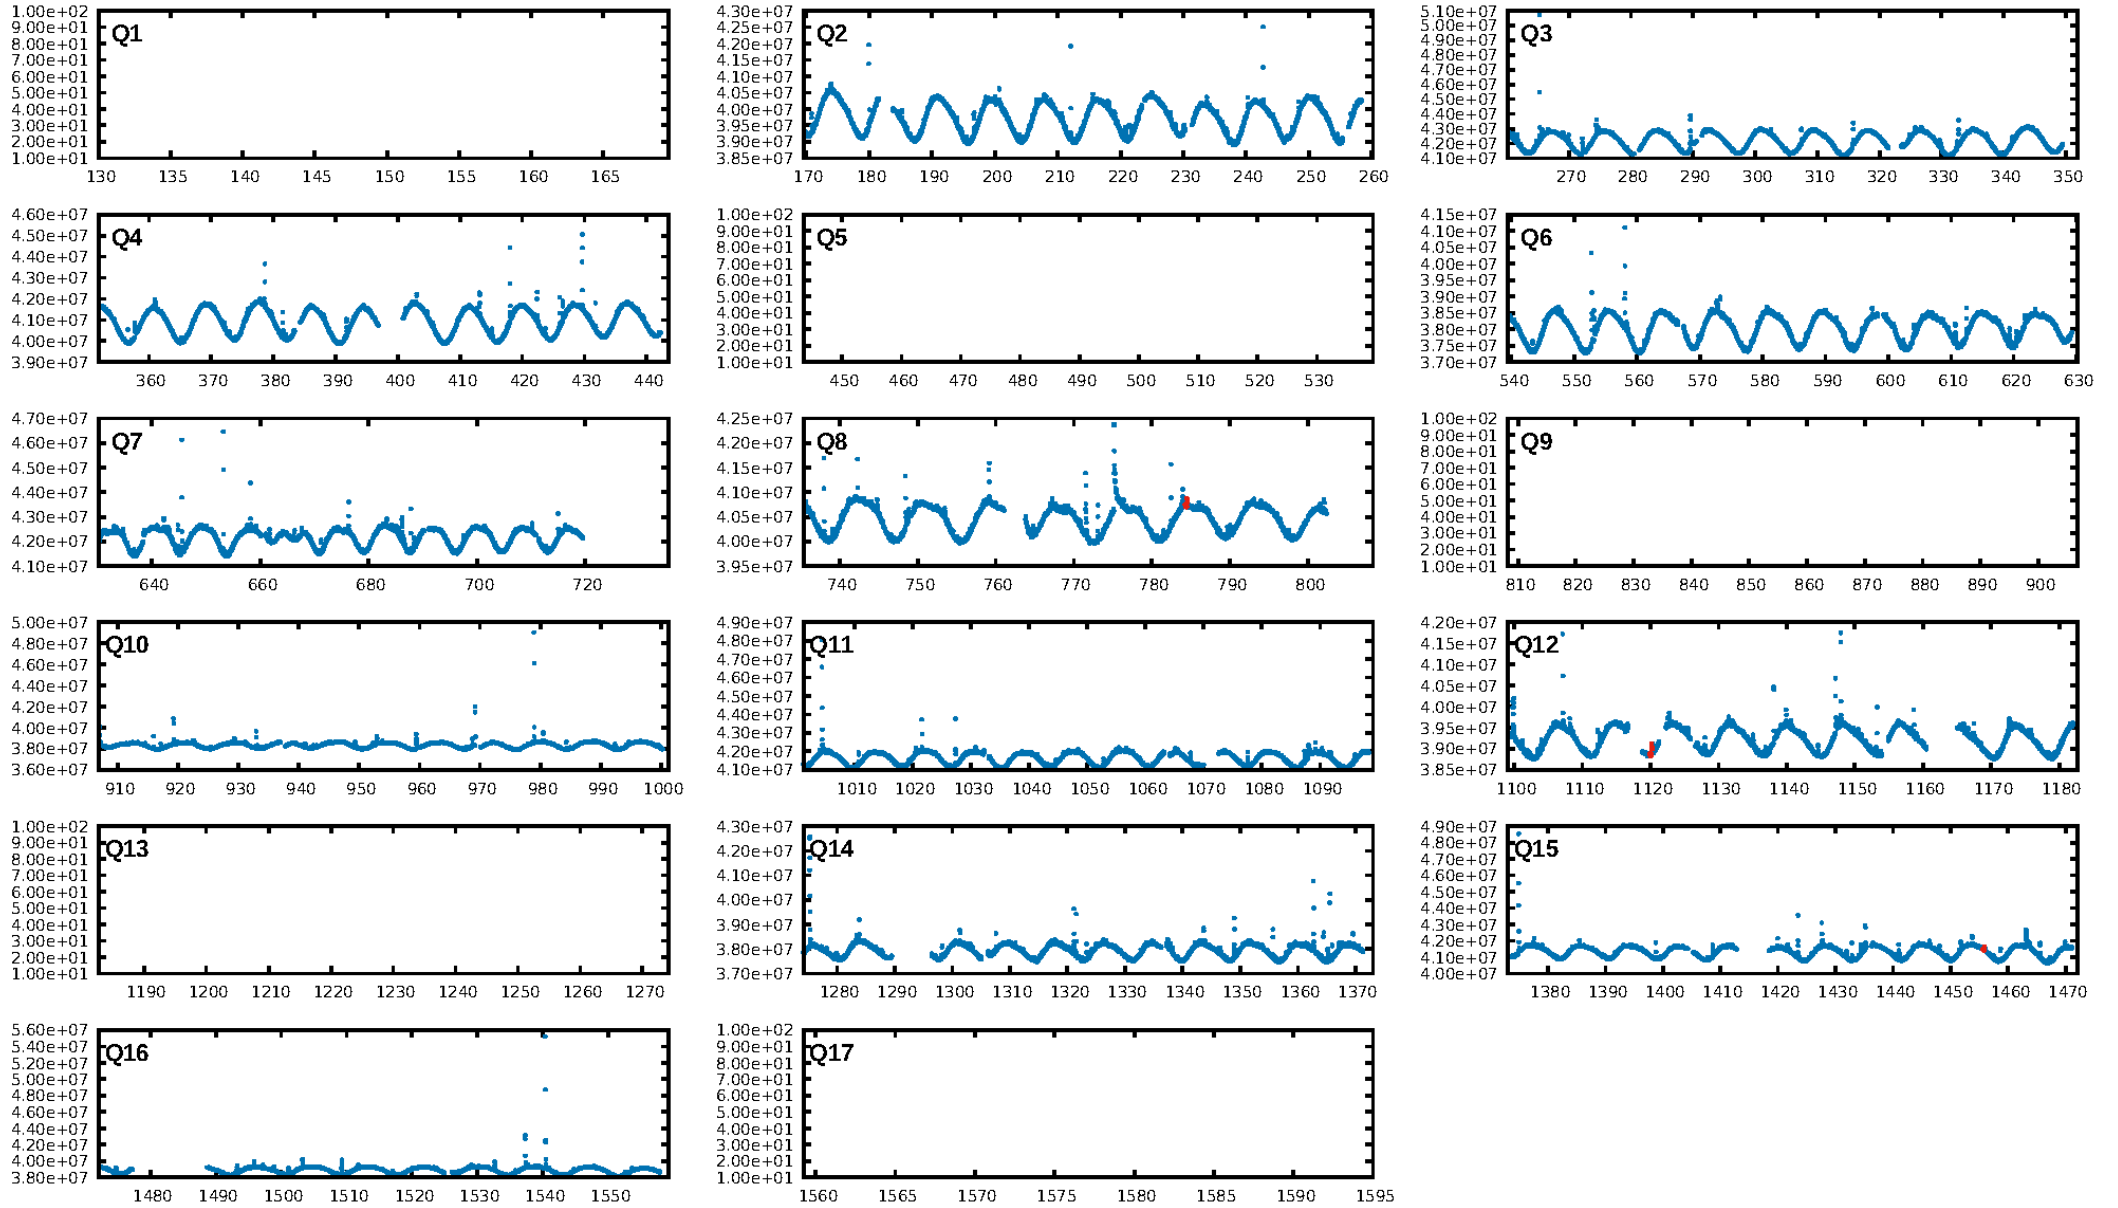 1.00e+02
9.00e+01
Q1
8.00e+01
7.00e+01
6.00e+01
5.00e+01
4.00e+01
3.00e+01
2.00e+01
1.00e+01
130 135 140 145 150 155 160 165
4.30e+07
4.25e+07
Q2
4.20e+07
4.15e+07
4.10e+07
4.05e+07
4.00e+07
3.95e+07
3.90e+07
3.85e+07
170 180 190 200 210 220 230 240 250 260
5.10e+07
5.00e+07
Q3
4.90e+07
4.80e+07
4.70e+07
4.60e+07
4.50e+07
4.40e+07
4.30e+07
4.20e+07
4.10e+07
270 280 290 300 310 320 330 340 350
4.60e+07
Q4
4.50e+07
4.40e+07
4.30e+07
4.20e+07
4.10e+07
4.00e+07
3.90e+07
360 370 380 390 400 410 420 430 440
1.00e+02
9.00e+01
Q5
8.00e+01
7.00e+01
6.00e+01
5.00e+01
4.00e+01
3.00e+01
2.00e+01
1.00e+01
450 460 470 480 490 500 510 520 530
4.15e+07
4.10e+07
Q6
4.05e+07
4.00e+07
3.95e+07
3.90e+07
3.85e+07
3.80e+07
3.75e+07
3.70e+07
540 550 560 570 580 590 600 610 620 630
4.70e+07
Q7
4.60e+07
4.50e+07
4.40e+07
4.30e+07
4.20e+07
4.10e+07
640 660 680 700 720
4.25e+07
Q8
4.20e+07
4.15e+07
4.10e+07
4.05e+07
4.00e+07
3.95e+07
740 750 760 770 780 790 800
1.00e+02
9.00e+01
Q9
8.00e+01
7.00e+01
6.00e+01
5.00e+01
4.00e+01
3.00e+01
2.00e+01
1.00e+01
810 820 830 840 850 860 870 880 890 900
5.00e+07
Q10
4.80e+07
4.60e+07
4.40e+07
4.20e+07
4.00e+07
3.80e+07
3.60e+07
910 920 930 940 950 960 970 980 990 1000
4.90e+07
4.80e+07
Q11
4.70e+07
4.60e+07
4.50e+07
4.40e+07
4.30e+07
4.20e+07
4.10e+07
1010 1020 1030 1040 1050 1060 1070 1080 1090
4.20e+07
Q12
4.15e+07
4.10e+07
4.05e+07
4.00e+07
3.95e+07
3.90e+07
3.85e+07
1100 1110 1120 1130 1140 1150 1160 1170 1180
1.00e+02
9.00e+01
Q13
8.00e+01
7.00e+01
6.00e+01
5.00e+01
4.00e+01
3.00e+01
2.00e+01
1.00e+01
1190 1200 1210 1220 1230 1240 1250 1260 1270
4.30e+07
Q14
4.20e+07
4.10e+07
4.00e+07
3.90e+07
3.80e+07
3.70e+07
1280 1290 1300 1310 1320 1330 1340 1350 1360 1370
4.90e+07
4.80e+07
Q15
4.70e+07
4.60e+07
4.50e+07
4.40e+07
4.30e+07
4.20e+07
4.10e+07
4.00e+07
1380 1390 1400 1410 1420 1430 1440 1450 1460 1470
5.60e+07
5.40e+07
Q16
5.20e+07
5.00e+07
4.80e+07
4.60e+07
4.40e+07
4.20e+07
4.00e+07
3.80e+07
1480 1490 1500 1510 1520 1530 1540 1550
1.00e+02
9.00e+01
Q17
8.00e+01
7.00e+01
6.00e+01
5.00e+01
4.00e+01
3.00e+01
2.00e+01
1.00e+01
1560 1565 1570 1575 1580 1585 1590 1595